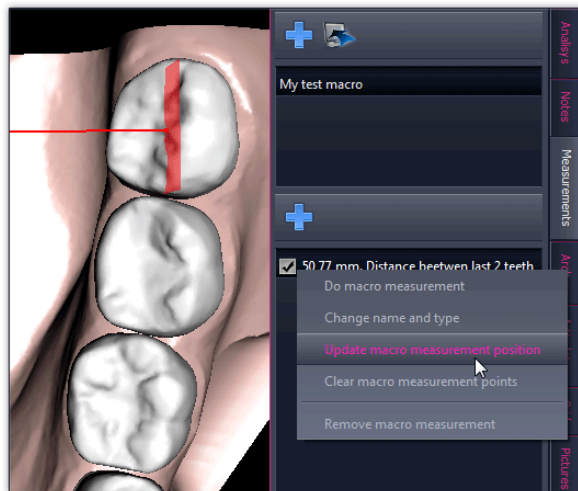 Analisys
Notes
Measurements
My test macro
50.77 mm, Distance beetwen last 2 teeth
Do macro measurement
Change name and type
Update macro measurement position
Clear macro measurement points
Remove macro measurement
Pictures